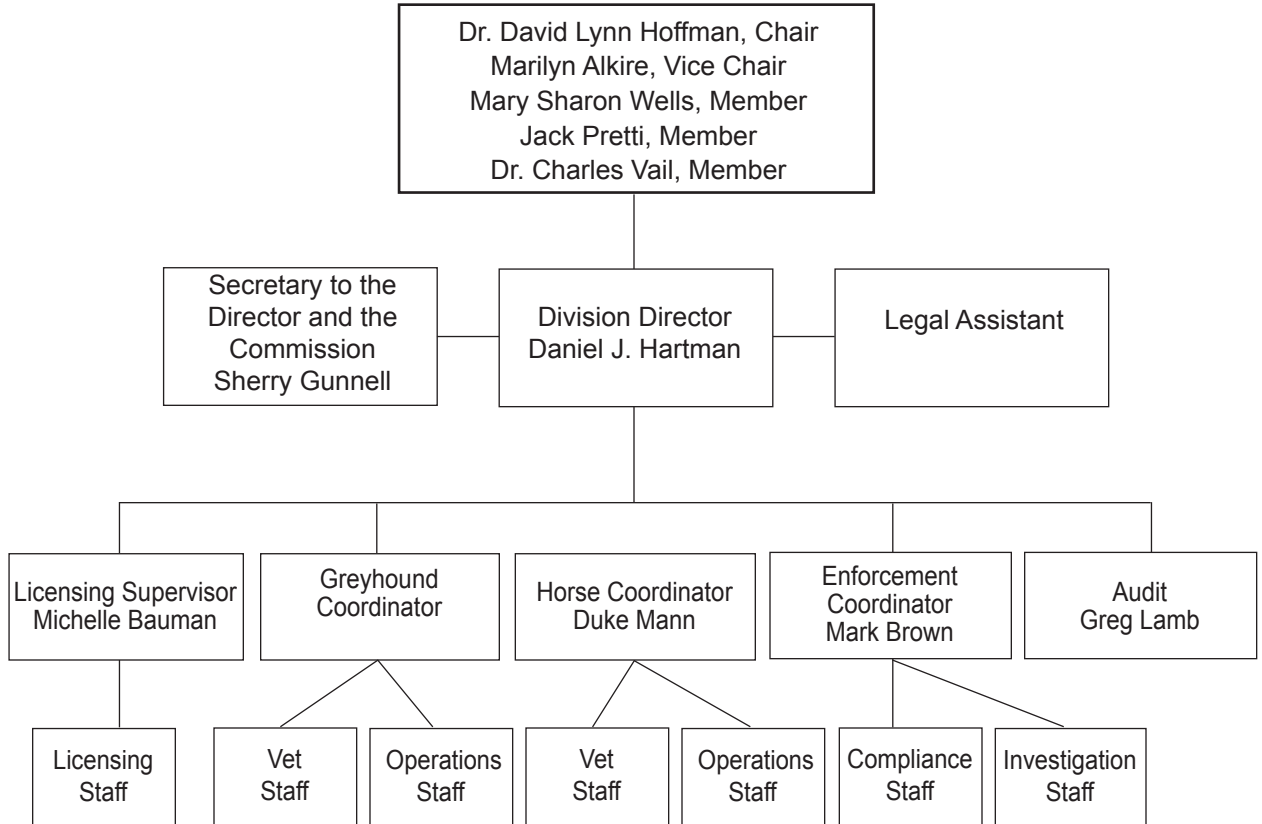 Dr. David Lynn Hoffman, Chair
Marilyn Alkire, Vice Chair
Mary Sharon Wells, Member
Jack Pretti, Member
Dr. Charles Vail, Member
Secretary to the
Director and the
Commission
Sherry Gunnell
Division Director
Daniel J. Hartman
Legal Assistant
Licensing Supervisor
Michelle Bauman
Greyhound
Coordinator
Horse Coordinator
Duke Mann
Enforcement
Coordinator
Mark Brown
Audit
Greg Lamb
Licensing
Staff
Vet
Staff
Operations
Staff
Vet
Staff
Operations
Staff
Compliance
Staff
Investigation
Staff